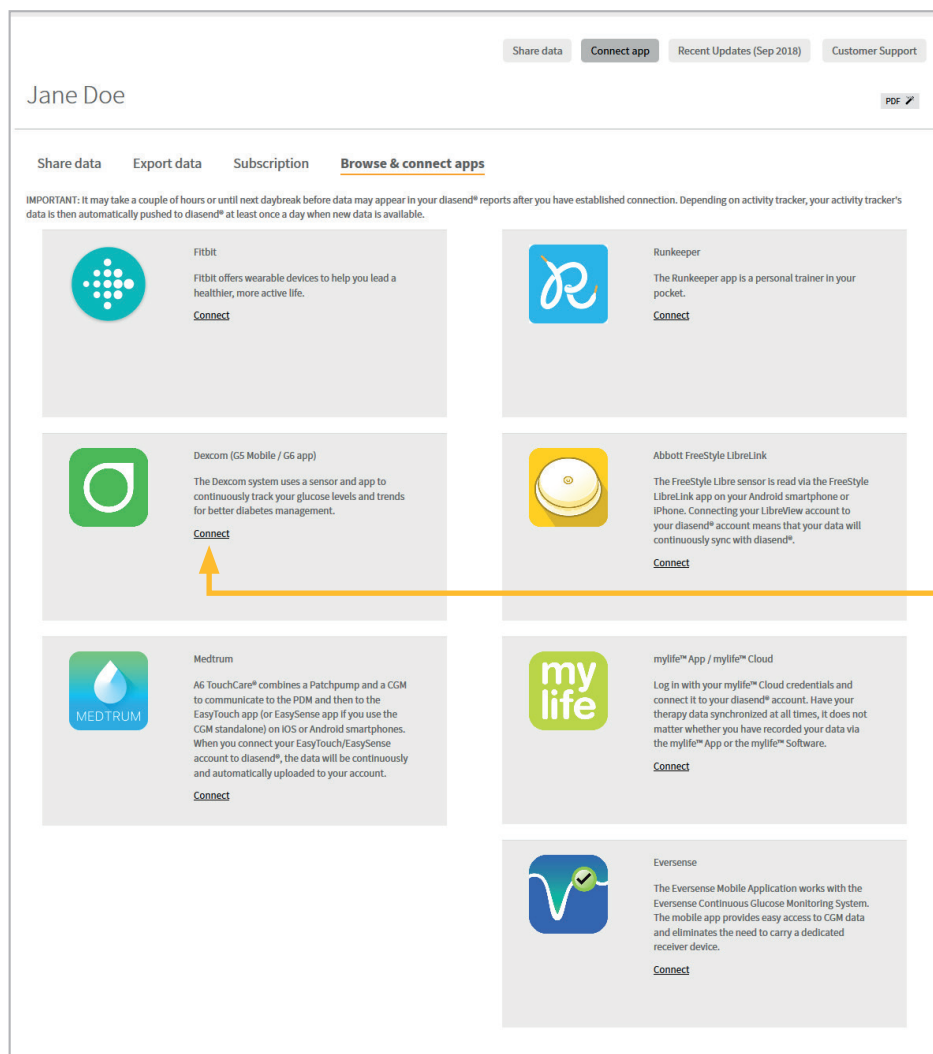 Share data
Connect app
Recent Updates (Sep 2018)
Customer Support
Jane Doe
PDF
Share data
Export data
Subscription
Browse & connect apps
IMPORTANT: It may take a couple of hours or until next daybreak before data may appear in your diasend® reports after you have established connection. Depending on activity tracker, your activity tracker's
data is then automatically pushed to diasend® at least once a day when new data is available.
Fitbit
Fitbit offers wearable devices to help you lead a
healthier, more active life.
Connect
Runkeeper
The Runkeeper app is a personal trainer in your
pocket.
Connect
Dexcom (G5 Mobile / G6 app)
The Dexcom system uses a sensor and app to
continuously track your glucose levels and trends
for better diabetes management.
Connect
Abbott FreeStyle LibreLink
The FreeStyle Libre sensor is read via the FreeStyle
LibreLink app on your Android smartphone or
iPhone. Connecting your LibreView account to
your diasend® account means that your data will
continuously sync with diasend®.
Connect
MEDTRUM
Medtrum
A6 TouchCare® combines a Patchpump and a CGM
to communicate to the PDM and then to the
EasyTouch app (or EasySense app if you use the
CGM standalone) on iOS or Android smartphones.
When you connect your EasyTouch/EasySense
account to diasend®, the data will be continuously
and automatically uploaded to your account.
Connect
my
life
mylife™ App / mylife™ Cloud
Log in with your mylife™ Cloud credentials and
connect it to your diasend® account. Have your
therapy data synchronized at all times, it does not
matter whether you have recorded your data via
the mylife™ App or the mylife™ Software.
Connect
Eversense
The Eversense Mobile Application works with the
Eversense Continuous Glucose Monitoring System.
The mobile app provides easy access to CGM data
and eliminates the need to carry a dedicated
receiver device.
Connect